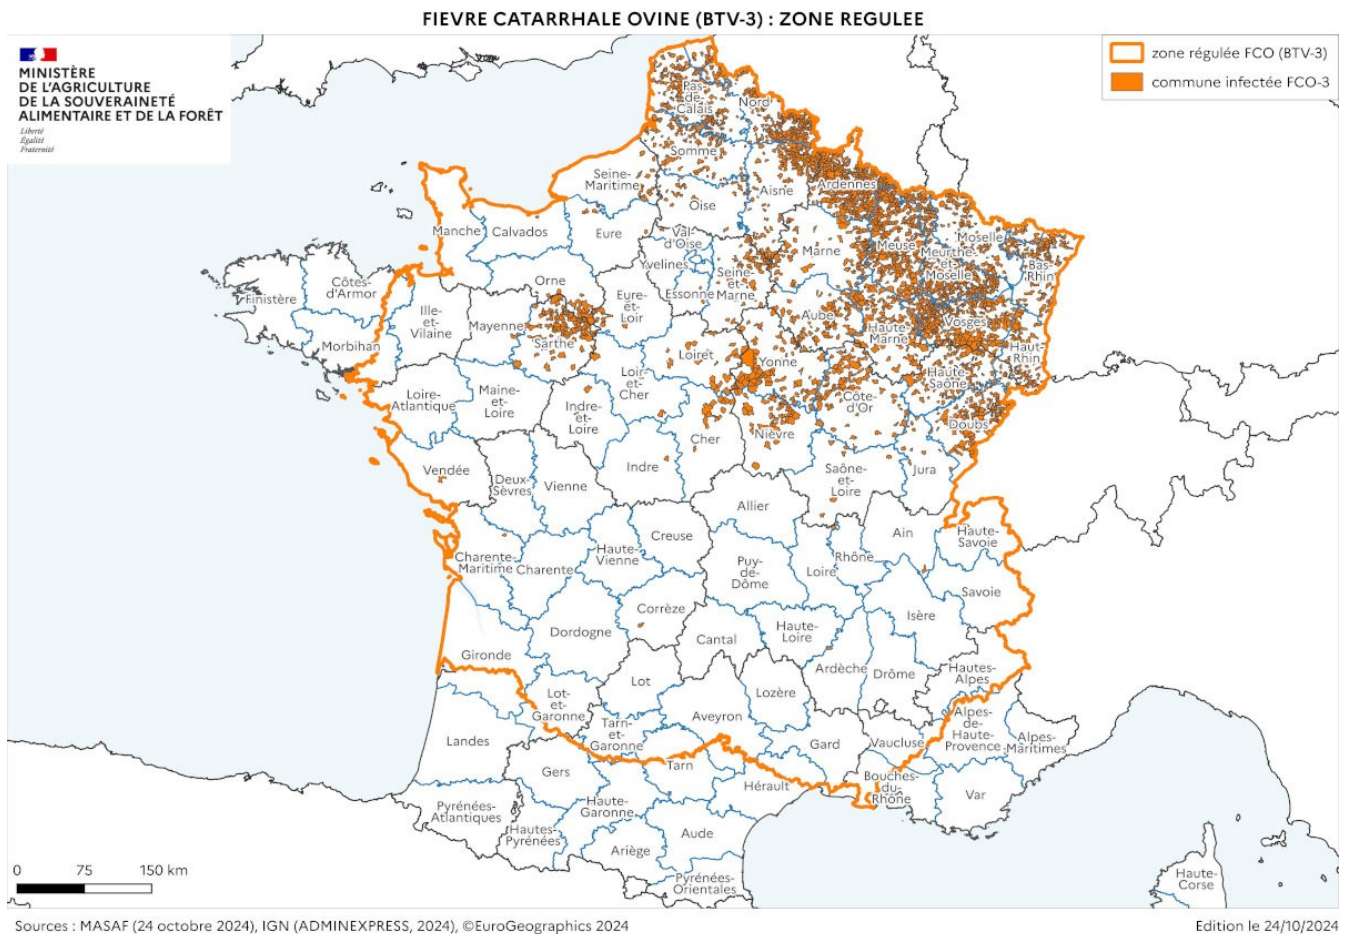 FIEVRE CATARRHALE OVINE (BTV-3) : ZONE REGULEE
MINISTÈRE
DE L'AGRICULTURE
DE LA SOUVERAINETÉ
ALIMENTAIRE ET DE LA FORÊT
Liberté
Égalité
Fraternité
zone régulée FCO (BTV-3)
commune infectée FCO-3
Pas-
de-
Calais
Nord
Somme
Seine-
Maritime
Oise
Aisne
Ardennes
Manche
Calvados
Eure
Val-
d'Oise
Yvelines
Essonne
Seine-
et-
Marne
Marne
Meuse
Meurthe-
et-
Moselle
Moselle
Bas-
Rhin
Finistère
Côtes-
d'Armor
Morbihan
Ille-
et-
Vilaine
Mayenne
Orne
Sarthe
Eure-
et-
Loir
Loiret
Yonne
Aube
Haute-
Marne
Vosges
Haut-
Rhin
Loire-
Atlantique
Maine-
et-
Loire
Indre-
et-
Loire
Loir-
et-
Cher
Cher
Nièvre
Côte-
d'Or
Haute-
Saône
Doubs
Vendée
Deux-
Sèvres
Vienne
Indre
Allier
Saône-
et-
Loire
Jura
Charente-
Maritime
Charente
Haute-
Vienne
Creuse
Puy-
de-
Dôme
Loire
Rhône
Ain
Haute-
Savoie
Savoie
Isère
Gironde
Dordogne
Corrèze
Cantal
Haute-
Loire
Ardèche
Drôme
Hautes-
Alpes
Lot-
et-
Garonne
Lot
Tarn-
et-
Garonne
Aveyron
Lozère
Gard
Vaucluse
Alpes-
de-
Haute-
Provence
Alpes-
Maritimes
Landes
Gers
Tarn
Hérault
Bouches-
du-
Rhône
Var
Pyrénées-
Atlantiques
Hautes-
Pyrénées
Haute-
Garonne
Ariège
Aude
Pyrénées-
Orientales
Haute-
Corse
0 75 150 km
Sources : MASAF (24 octobre 2024), IGN (ADMINEXPRESS, 2024), ©EuroGeographics 2024
Edition le 24/10/2024